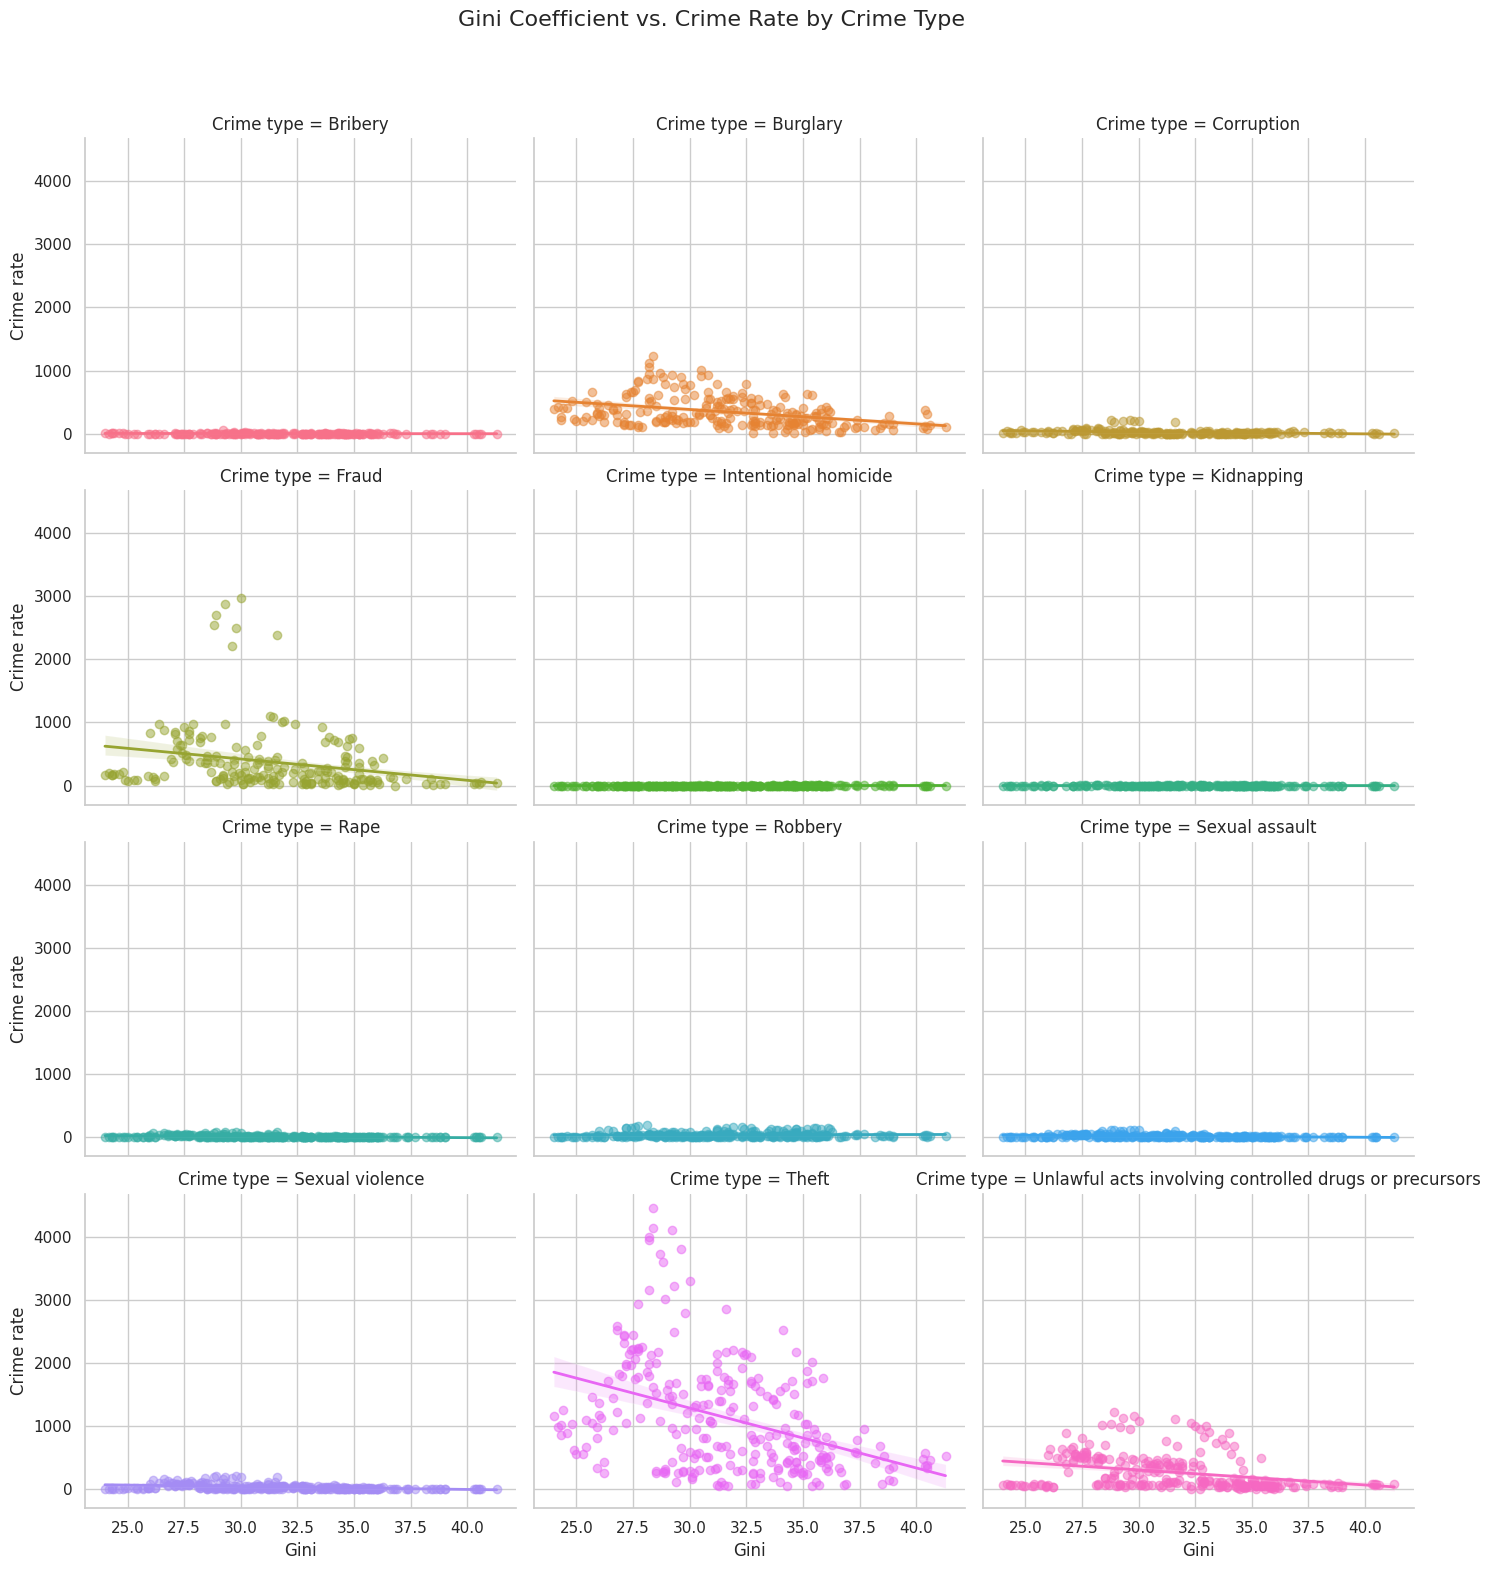 Gini Coefficient vs. Crime Rate by Crime Type
Crime type = Bribery
Crime type = Burglary
Crime type = Corruption
4000
3000
2000
1000
0
Crime rate
Crime type = Fraud
Crime type = Intentional homicide
Crime type = Kidnapping
4000
3000
2000
1000
0
Crime rate
Crime type = Rape
Crime type = Robbery
Crime type = Sexual assault
4000
3000
2000
1000
0
Crime rate
Crime type = Sexual violence
Crime type = Theft
Crime type = Unlawful acts involving controlled drugs or precursors
4000
3000
2000
1000
0
Crime rate
25.0 27.5 30.0 32.5 35.0 37.5 40.0
Gini
25.0 27.5 30.0 32.5 35.0 37.5 40.0
Gini
25.0 27.5 30.0 32.5 35.0 37.5 40.0
Gini